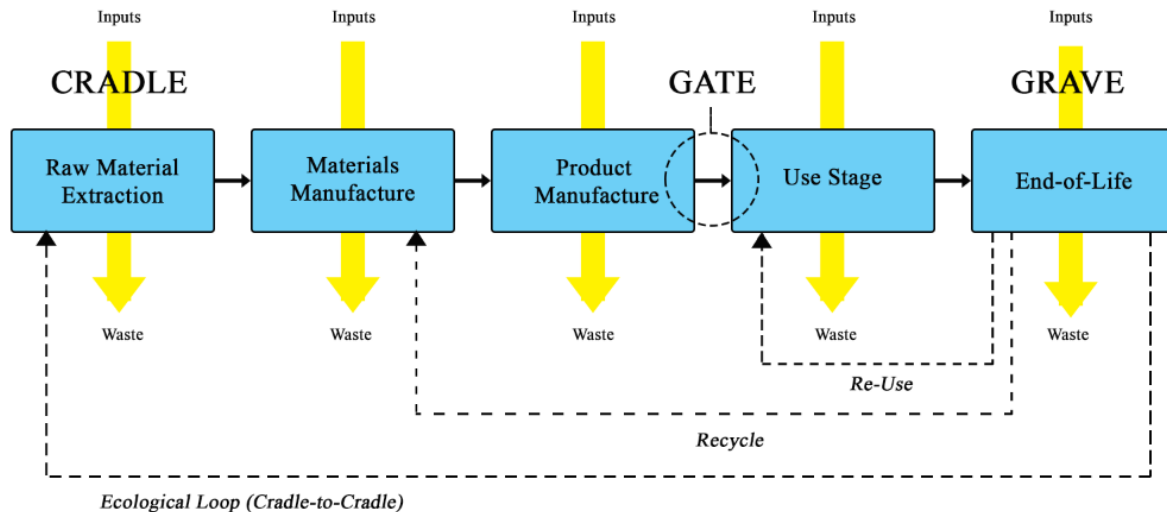 Inputs
Inputs
Inputs
Inputs
Inputs
CRADLE
GATE
GRAVE
Raw Material
Extraction
Materials
Manufacture
Product
Manufacture
Use Stage
End-of-Life
Waste
Waste
Waste
Waste
Waste
Re-Use
Recycle
Ecological Loop (Cradle-to-Cradle)